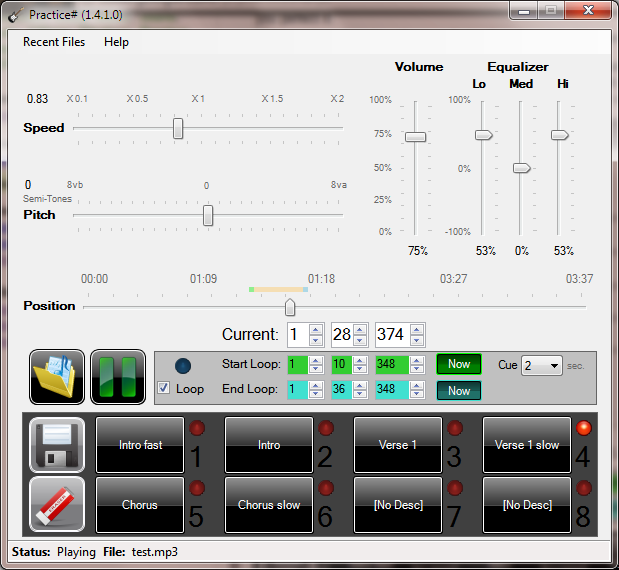 Practice# (1.4.1.0)
Recent Files Help
Volume Equalizer
Lo Med Hi
0.83 X 0.1 X 0.5 X 1 X 1.5 X 2
Speed
100% 75% 50% 25% 0%
100% 0% -100%
0 8vb 0 8va
Semi-Tones
Pitch
75% 53% 0% 53%
00:00 01:09 01:18 03:27 03:37
Position
Current: 1 28 374
Start Loop: 1 10 348 Now Cue 2 sec.
Loop End Loop: 1 36 348 Now
Intro fast 1 Intro 2 Verse 1 3 Verse 1 slow 4
Chorus 5 Chorus slow 6 [No Desc] 7 [No Desc] 8
Status: Playing File: test.mp3